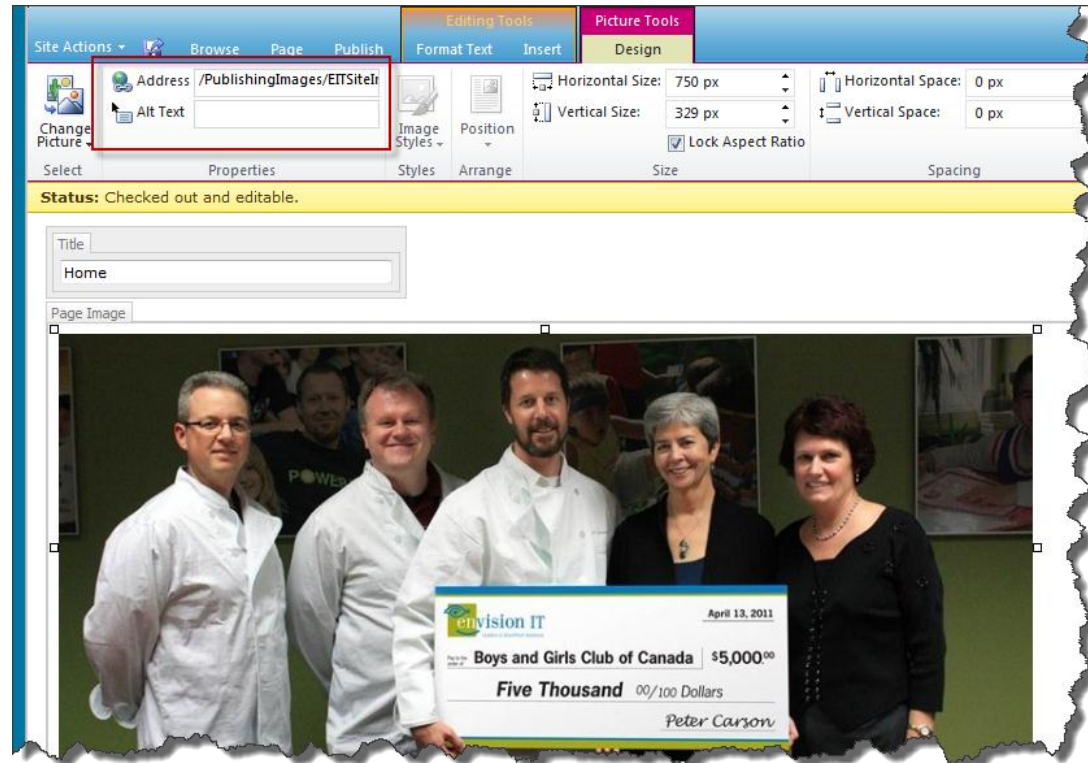 Editing Tools Picture Tools
Site Actions Browse Page Publish Format Text Insert Design
Address /PublishingImages/EITSiteIr
Alt Text
Change Picture
Image Styles
Position
Horizontal Size: 750 px
Vertical Size: 329 px
Lock Aspect Ratio
Horizontal Space: 0 px
Vertical Space: 0 px
Select Properties Styles Arrange Size Spacing
Status: Checked out and editable.
Title
Home
Page Image
POWER
envision IT
April 13, 2011
Boys and Girls Club of Canada $5,000.00
Five Thousand 00/100 Dollars
Peter Carson